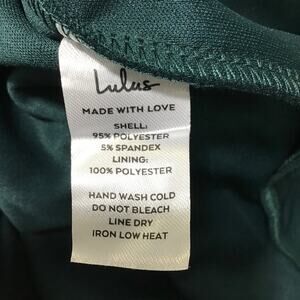 Lulus
MADE WITH LOVE
SHELL:
95% POLYESTER
5% SPANDEX
LINING:
100% POLYESTER
HAND WASH COLD
DO NOT BLEACH
LINE DRY
IRON LOW HEAT